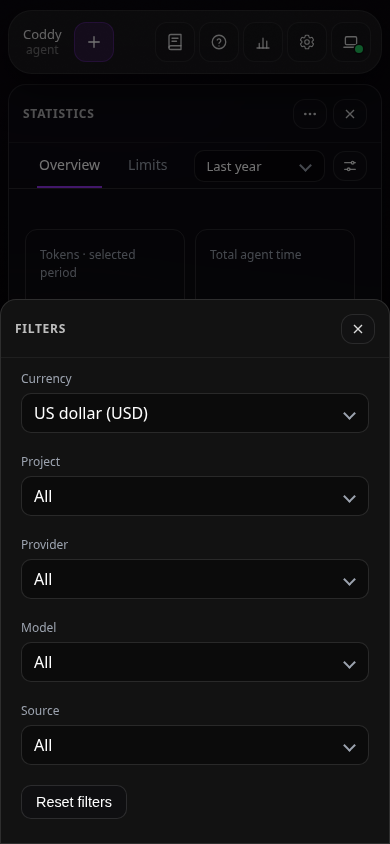 Coddy
agent
STATISTICS
Overview
Limits
Last year
Tokens · selected
period
Total agent time
FILTERS
Currency
US dollar (USD)
Project
All
Provider
All
Model
All
Source
All
Reset filters